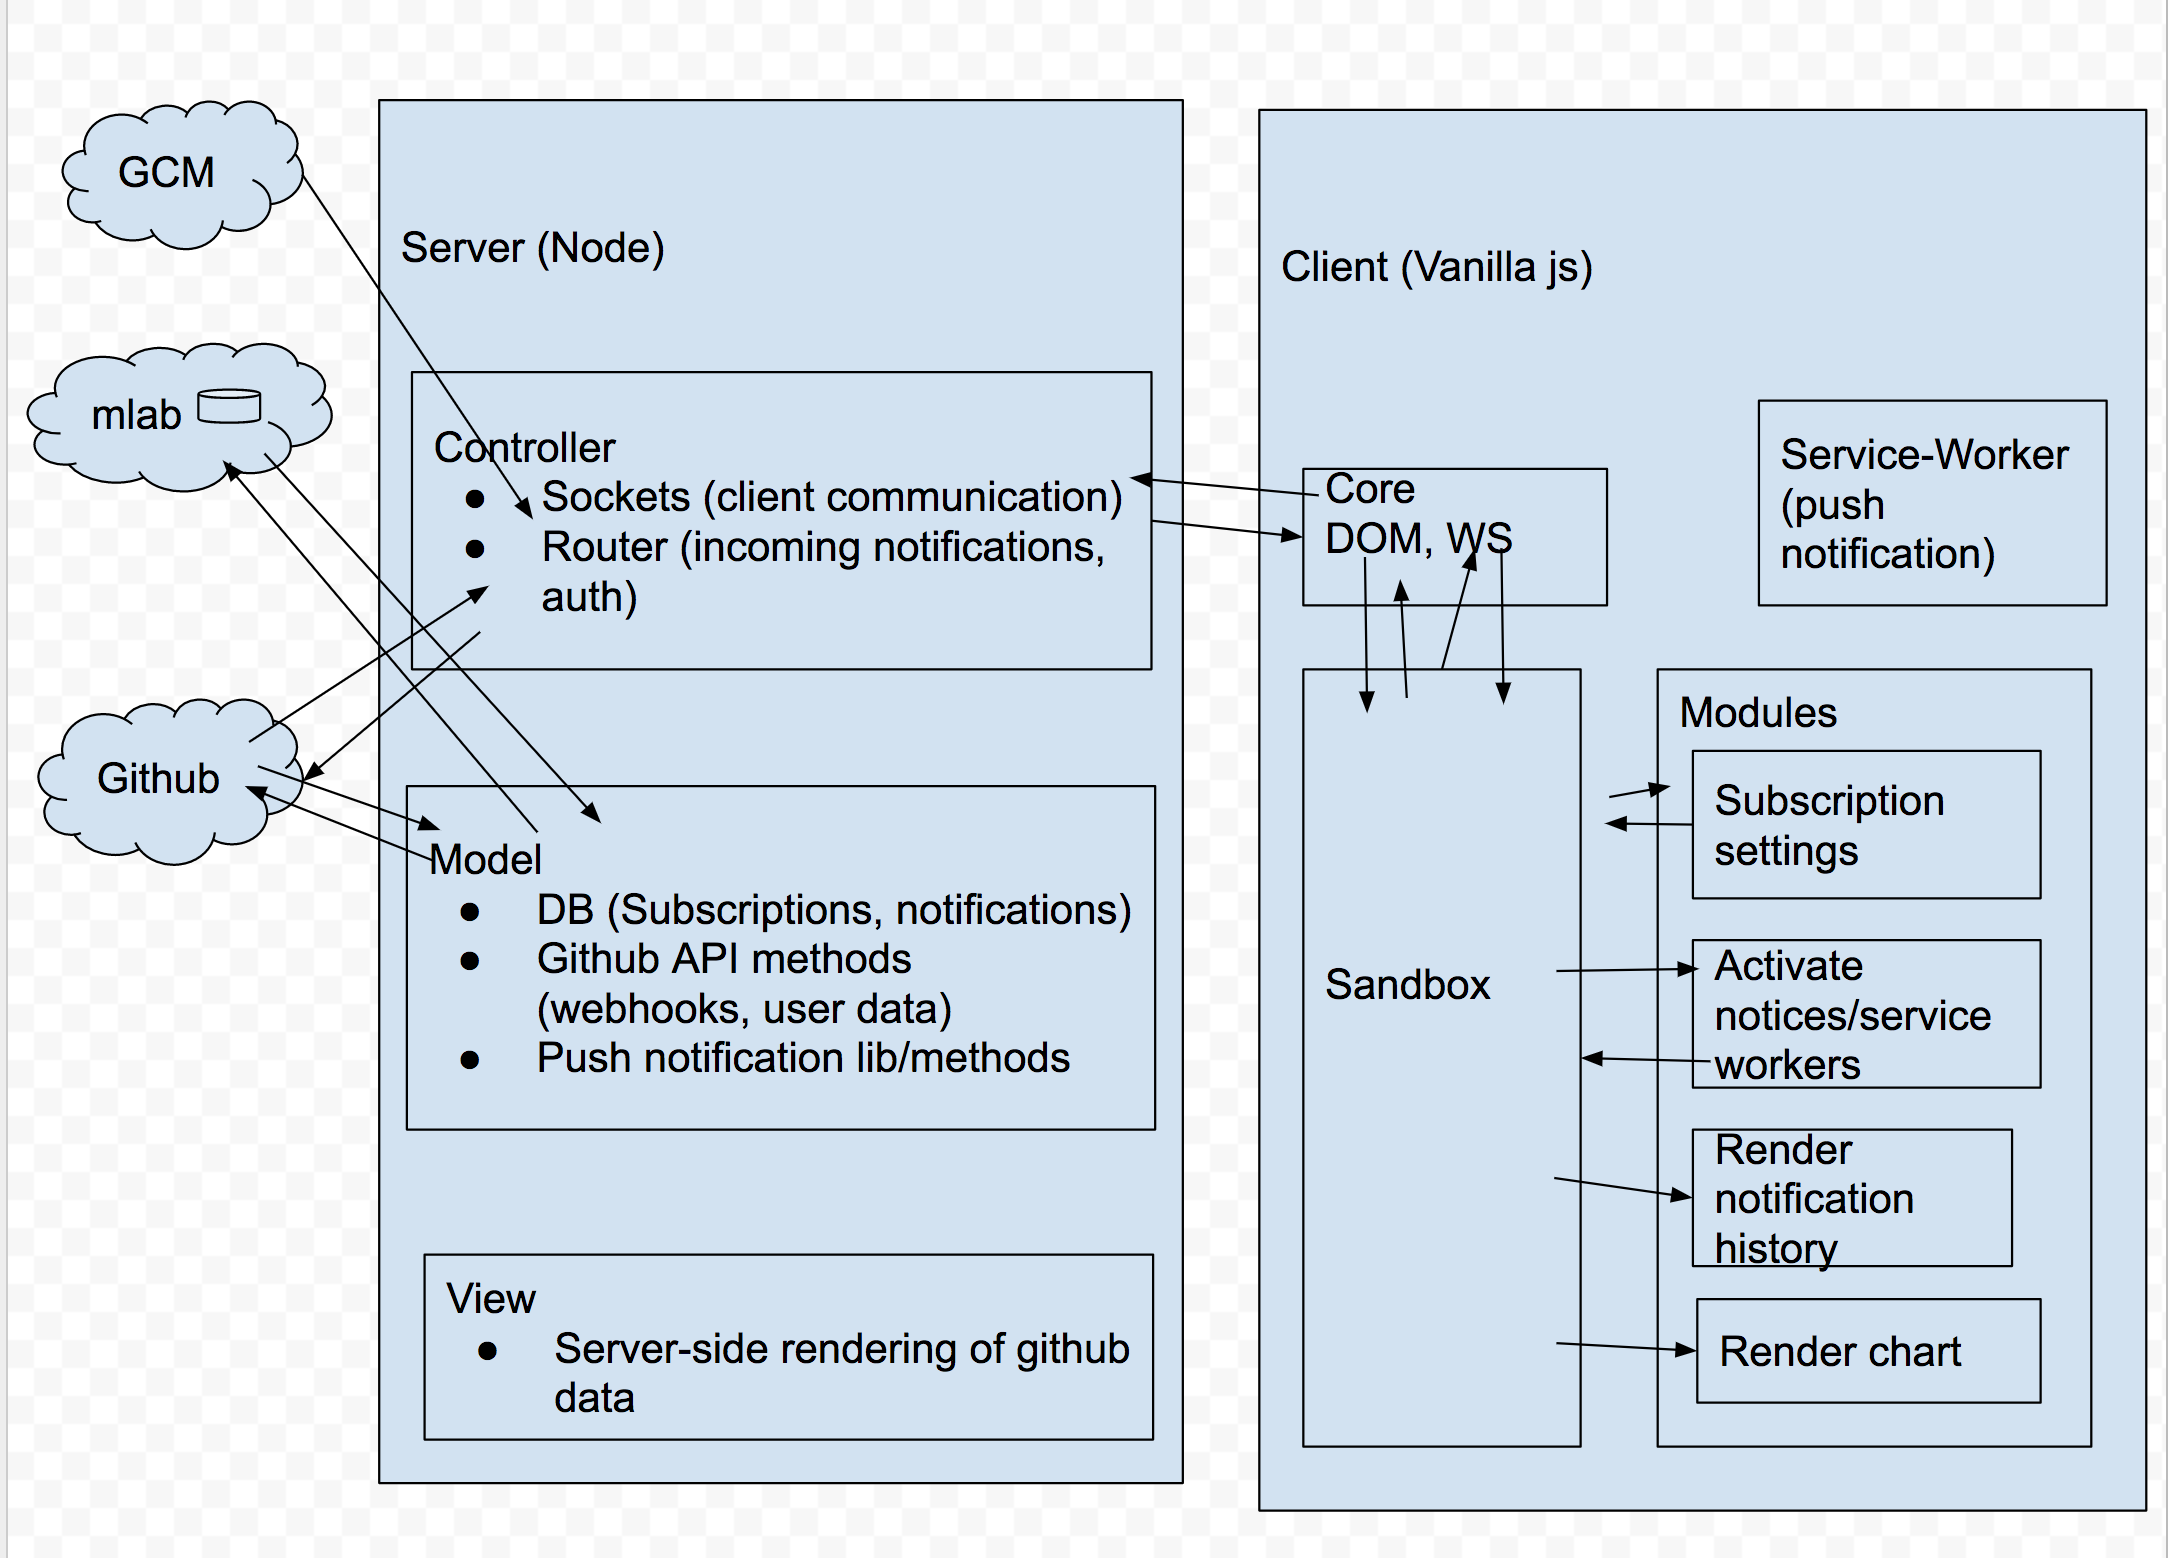 GCM
mlab
Github
Server (Node)
Controller
● Sockets (client communication)
● Router (incoming notifications,
auth)
Model
● DB (Subscriptions, notifications)
● Github API methods
(webhooks, user data)
● Push notification lib/methods
View
● Server-side rendering of github
data
Client (Vanilla js)
Core
DOM, WS
Service-Worker
(push
notification)
Sandbox
Modules
Subscription
settings
Activate
notices/service
workers
Render
notification
history
Render chart